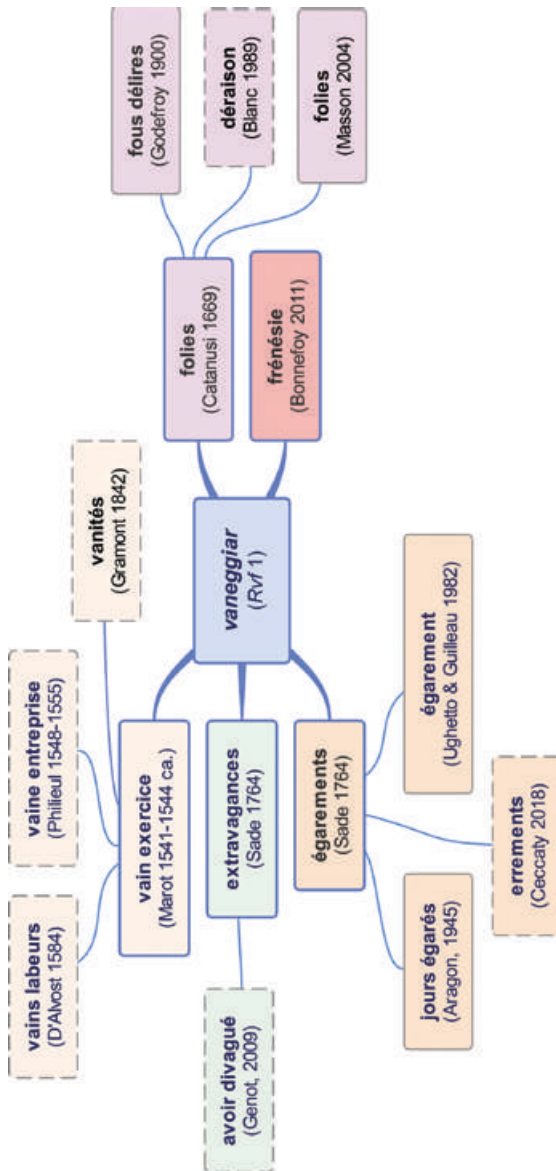 vains labeurs
(D'Alvost 1584)
vaine entreprise
(Philieul 1548-1555)
vanités
(Gramont 1842)
vain exercice
(Marot 1541-1544 ca.)
avoir divagué
(Genot, 2009)
extravagances
(Sade 1764)
égarements
(Sade 1764)
jours égarés
(Aragon, 1945)
errements
(Ceccaty 2018)
égarement
(Ughetto & Guilleau 1982)
vaneggiar
(Rvf 1)
folies
(Catanusi 1669)
frénésie
(Bonnefoy 2011)
fous délires
(Godefroy 1900)
déraison
(Blanc 1989)
folies
(Masson 2004)